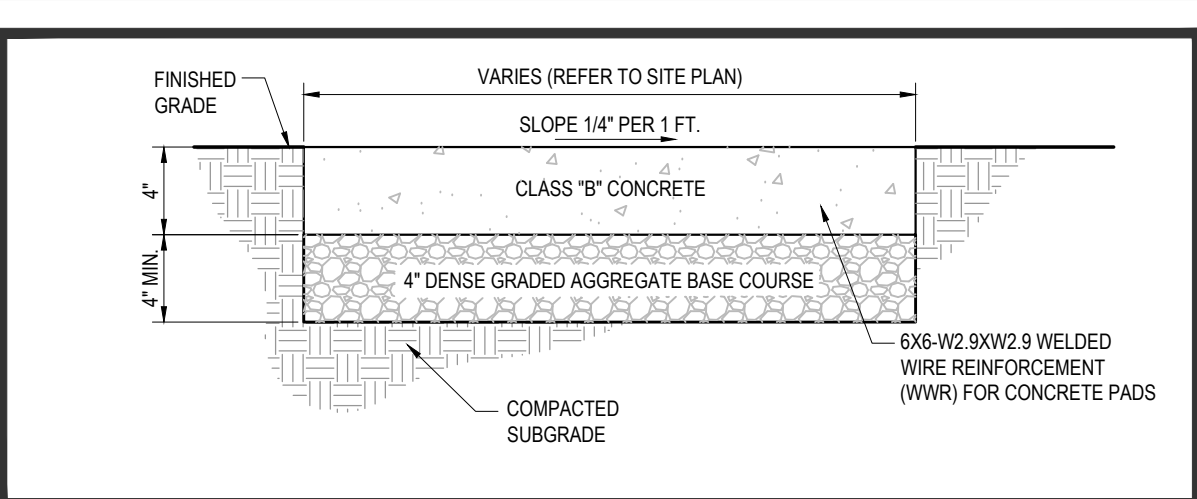 FINISHED
GRADE
VARIES (REFER TO SITE PLAN)
SLOPE 1/4" PER 1 FT.
4"
CLASS "B" CONCRETE
4" MIN.
4" DENSE GRADED AGGREGATE BASE COURSE
6X6-W2.9XW2.9 WELDED
WIRE REINFORCEMENT
(WWR) FOR CONCRETE PADS
COMPACTED
SUBGRADE